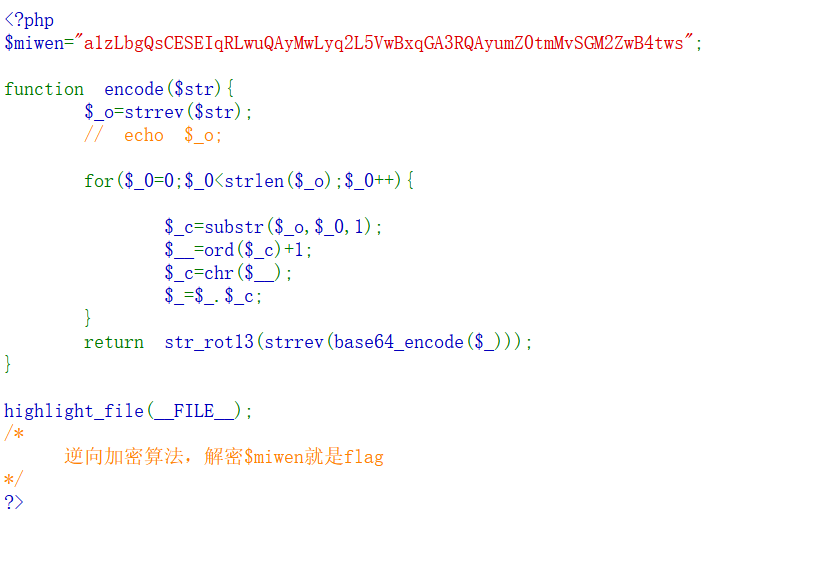 <?php
$miwen="a1zLbgQsCESEIqRLwuQAyMwLyq2L5VwBxqGA3RQAyumZ0tmMvSGM2ZwB4tws";
function encode($str){
$_o=strrev($str);
// echo $_o;
for($_0=0;$_0<strlen($_o);$_0++){
$_c=substr($_o,$_0,1);
$__=ord($_c)+1;
$_c=chr($__);
$_=$_.$_c;
}
return str_rot13(strrev(base64_encode($_)));
}
highlight_file(__FILE__);
/*
逆向加密算法，解密$miwen就是flag
*/
?>